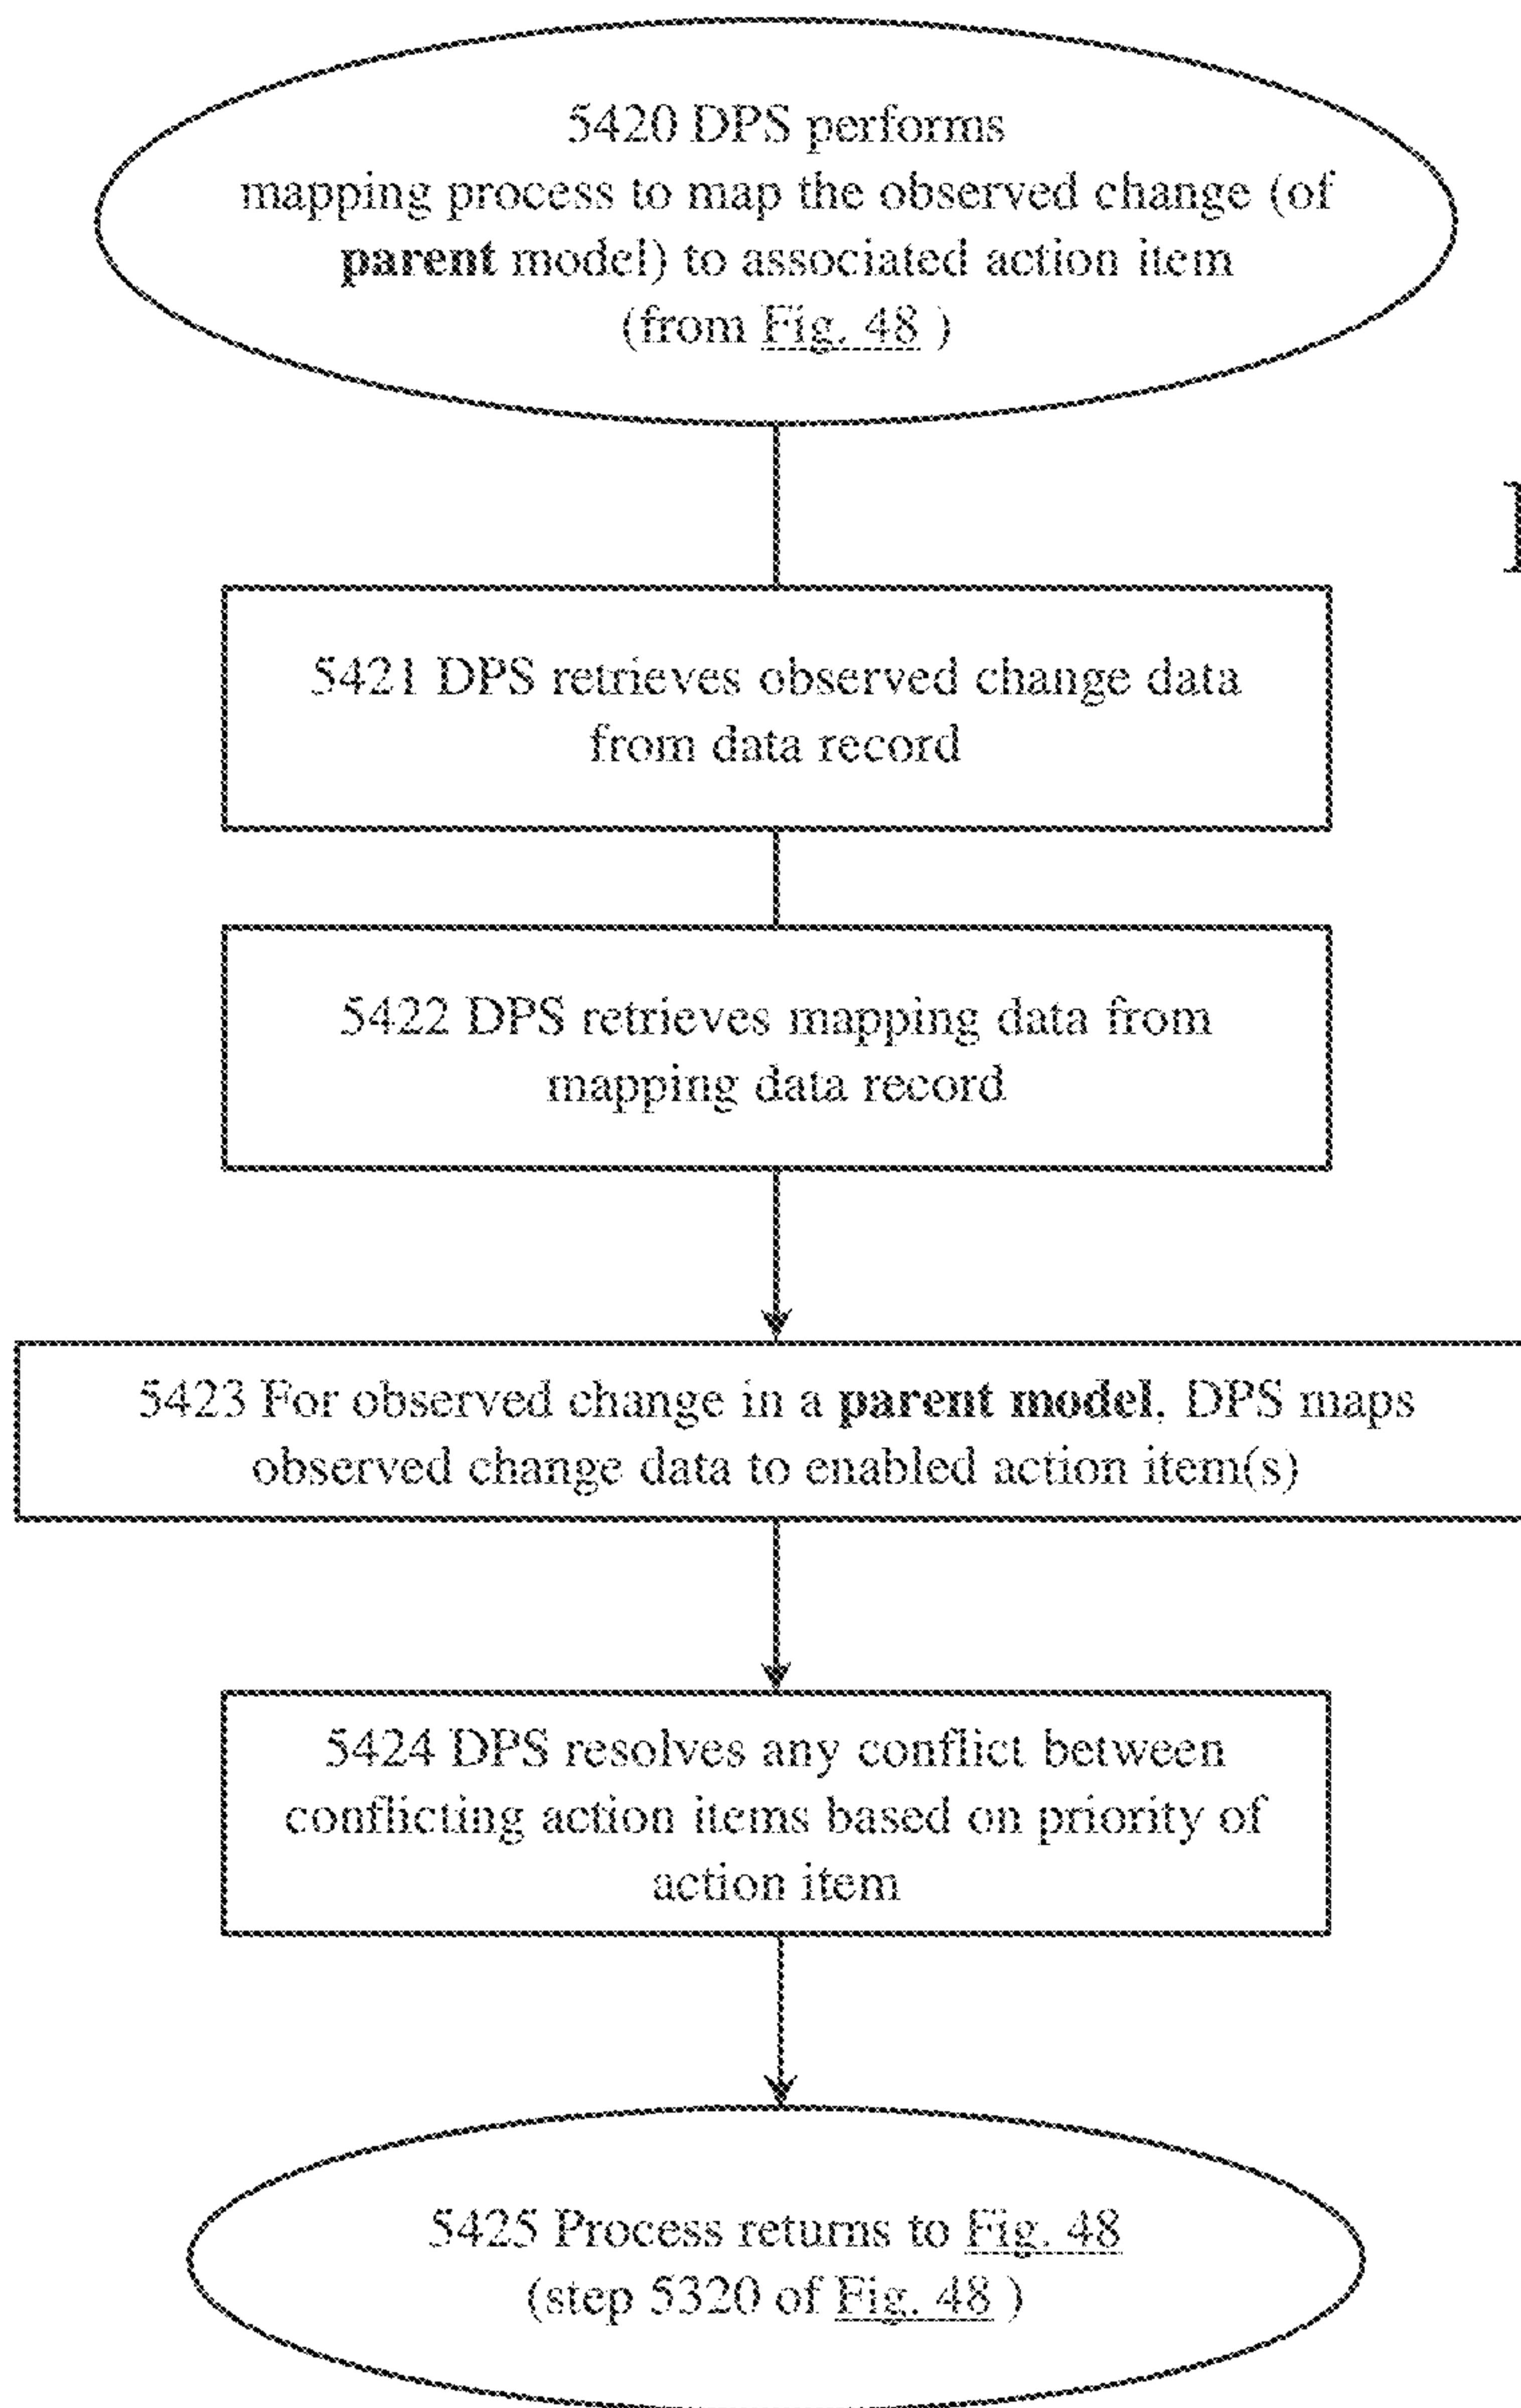 5420 DPS performs
mapping process to map the observed change (of
parent model) to associated action item
(from Fig. 48 )
5421 DPS retrieves observed change data
from data record
5422 DPS retrieves mapping data from
mapping data record
5423 For observed change in a parent model, DPS maps
observed change data to enabled action item(s)
5424 DPS resolves any conflict between
conflicting action items based on priority of
action item
5425 Process returns to Fig. 48
(step 5320 of Fig. 48 )